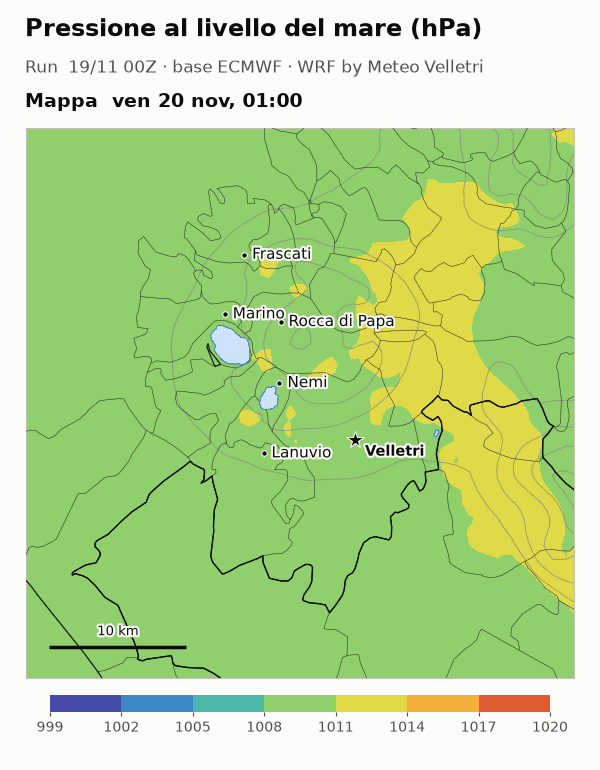 Pressione al livello del mare (hPa)
Run 19/11 00Z · base ECMWF · WRF by Meteo Velletri
Mappa ven 20 nov, 01:00
Frascati
Marino
Rocca di Papa
Nemi
Velletri
Lanuvio
10 km
999 1002 1005 1008 1011 1014 1017 1020